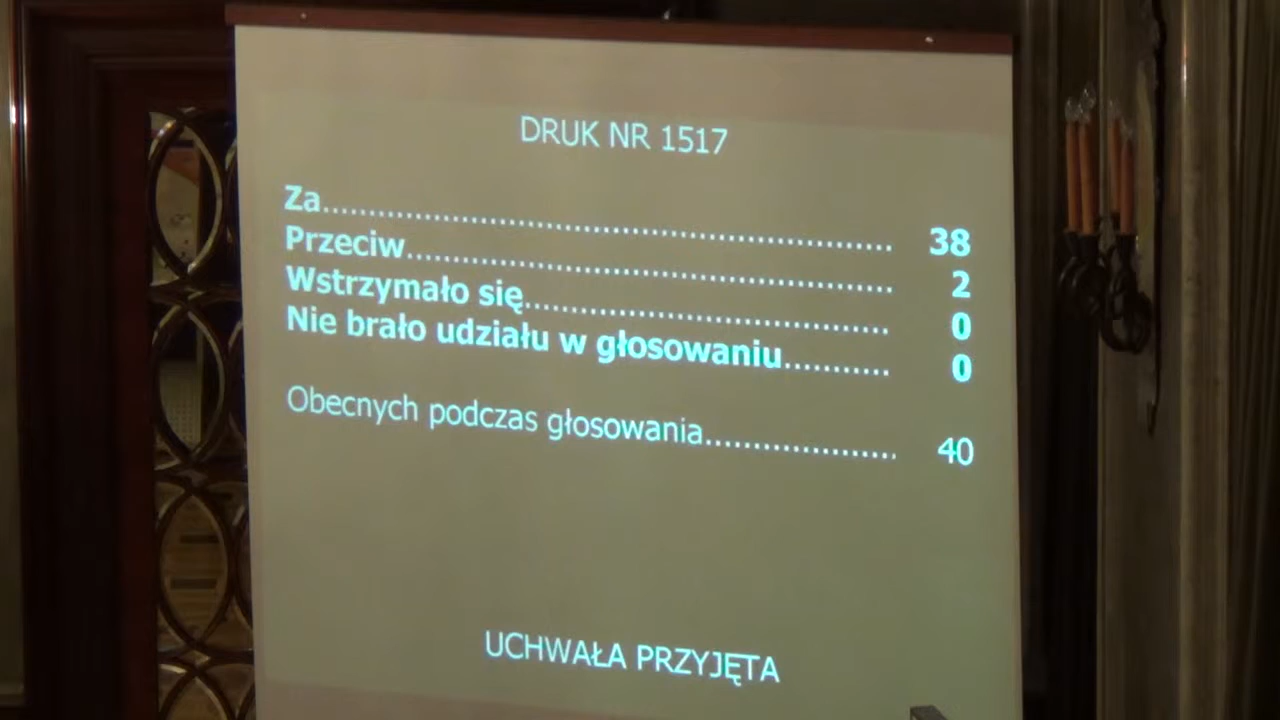 DRUK NR 1517
Za........................................................... 38
Przeciw.................................................. 2
Wstrzymało się..................................... 0
Nie brało udziału w głosowaniu........... 0
Obecnych podczas głosowania................... 40
UCHWAŁA PRZYJĘTA